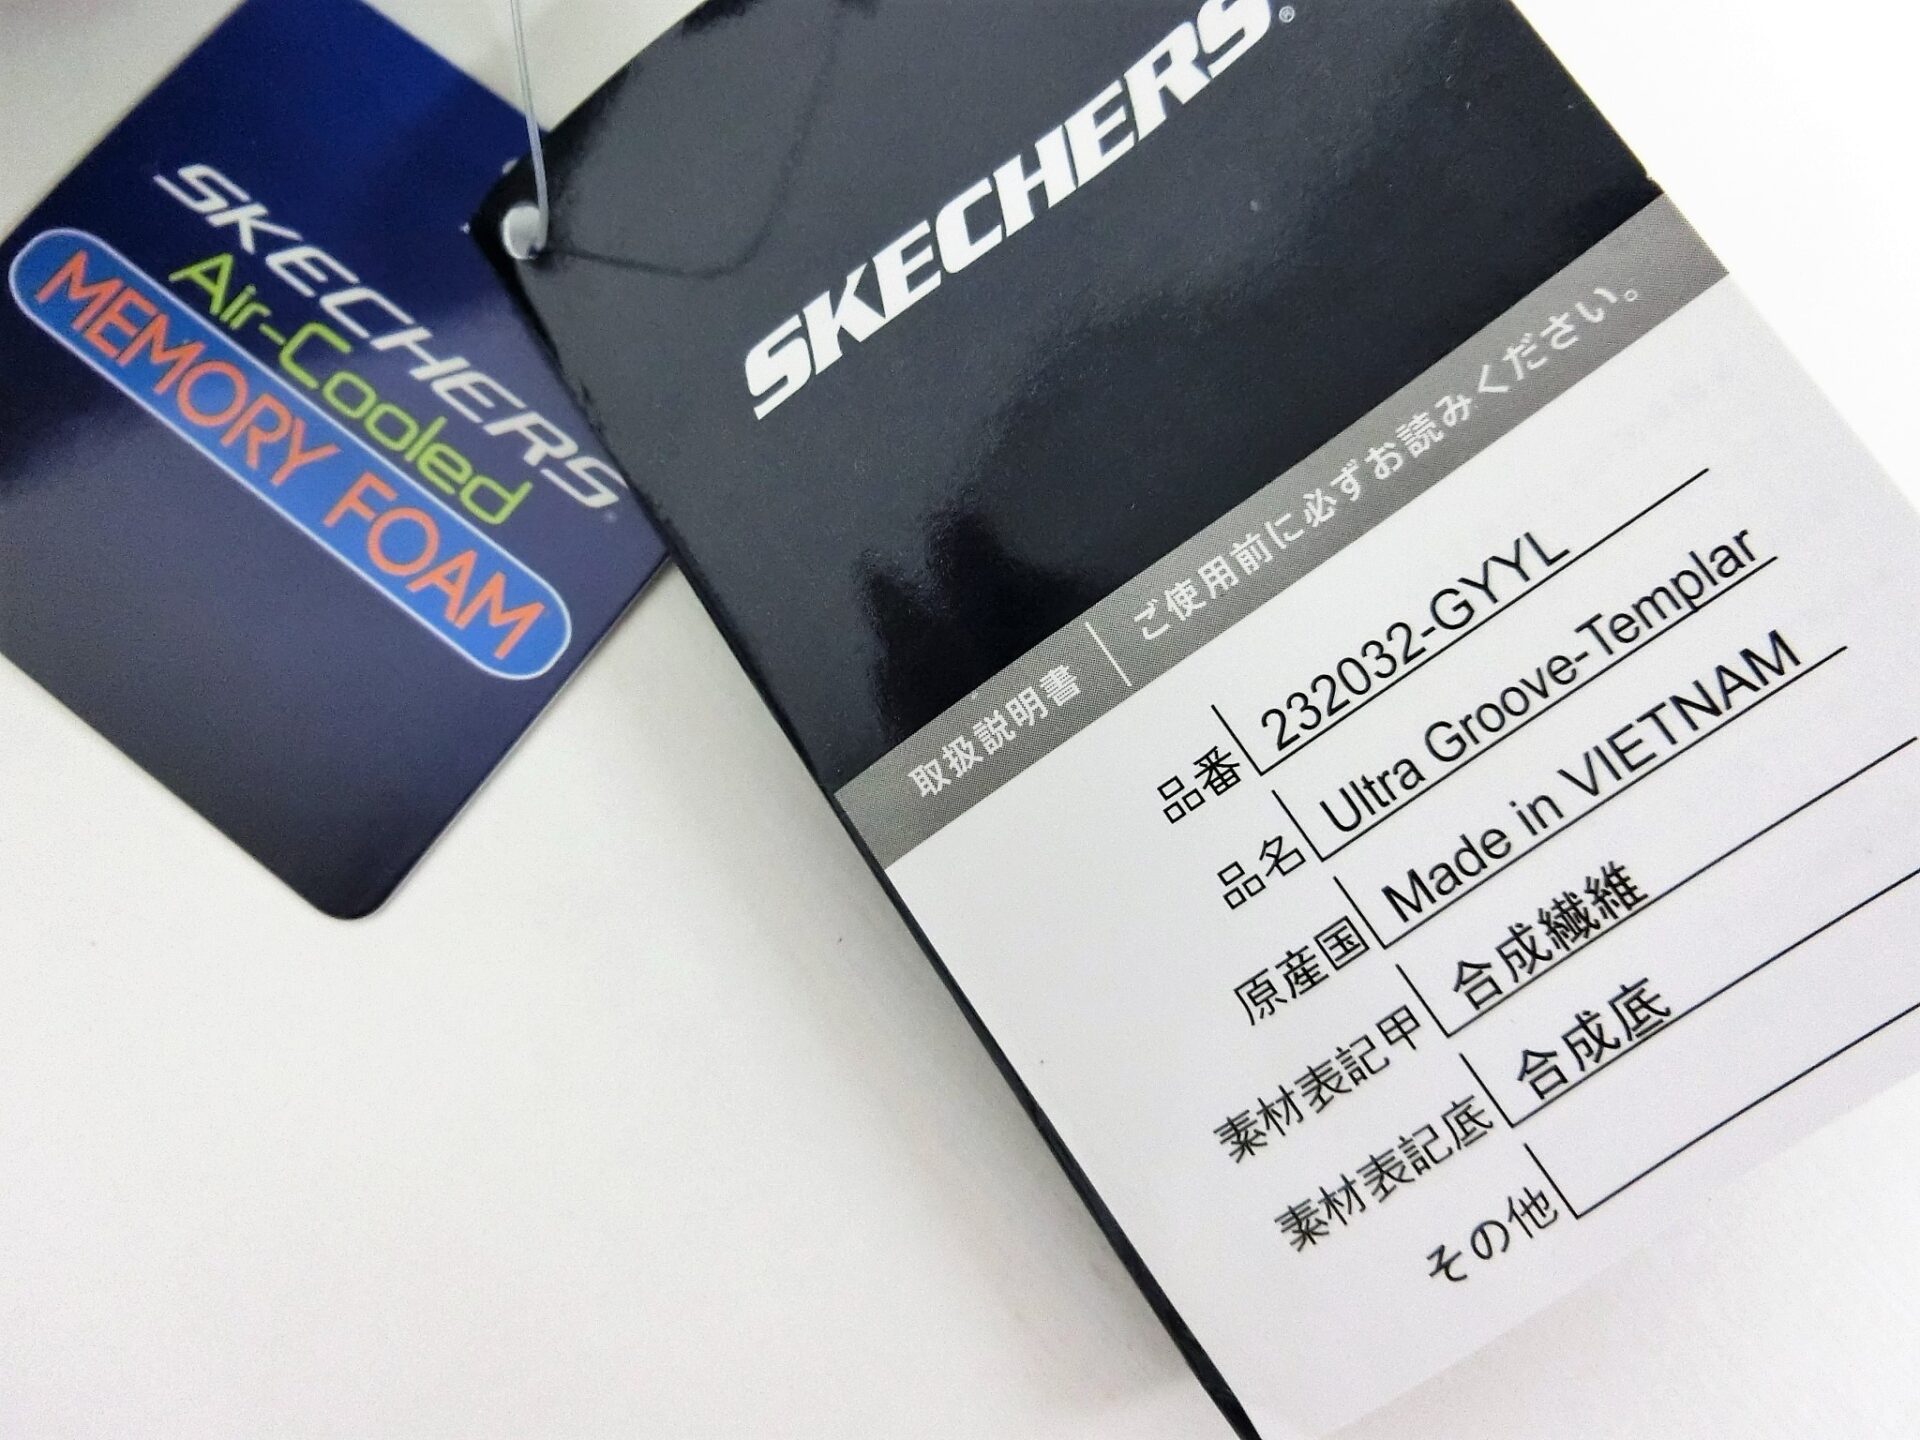 SKECHERS
Air-Cooled
MEMORY FOAM
SKECHERS®
取扱説明書 | ご使用前に必ずお読みください。
品番 232032-GYYL
品名 Ultra Groove-Templar
原産国 Made in VIETNAM
素材表記甲 合成繊維
素材表記底 合成底
その他